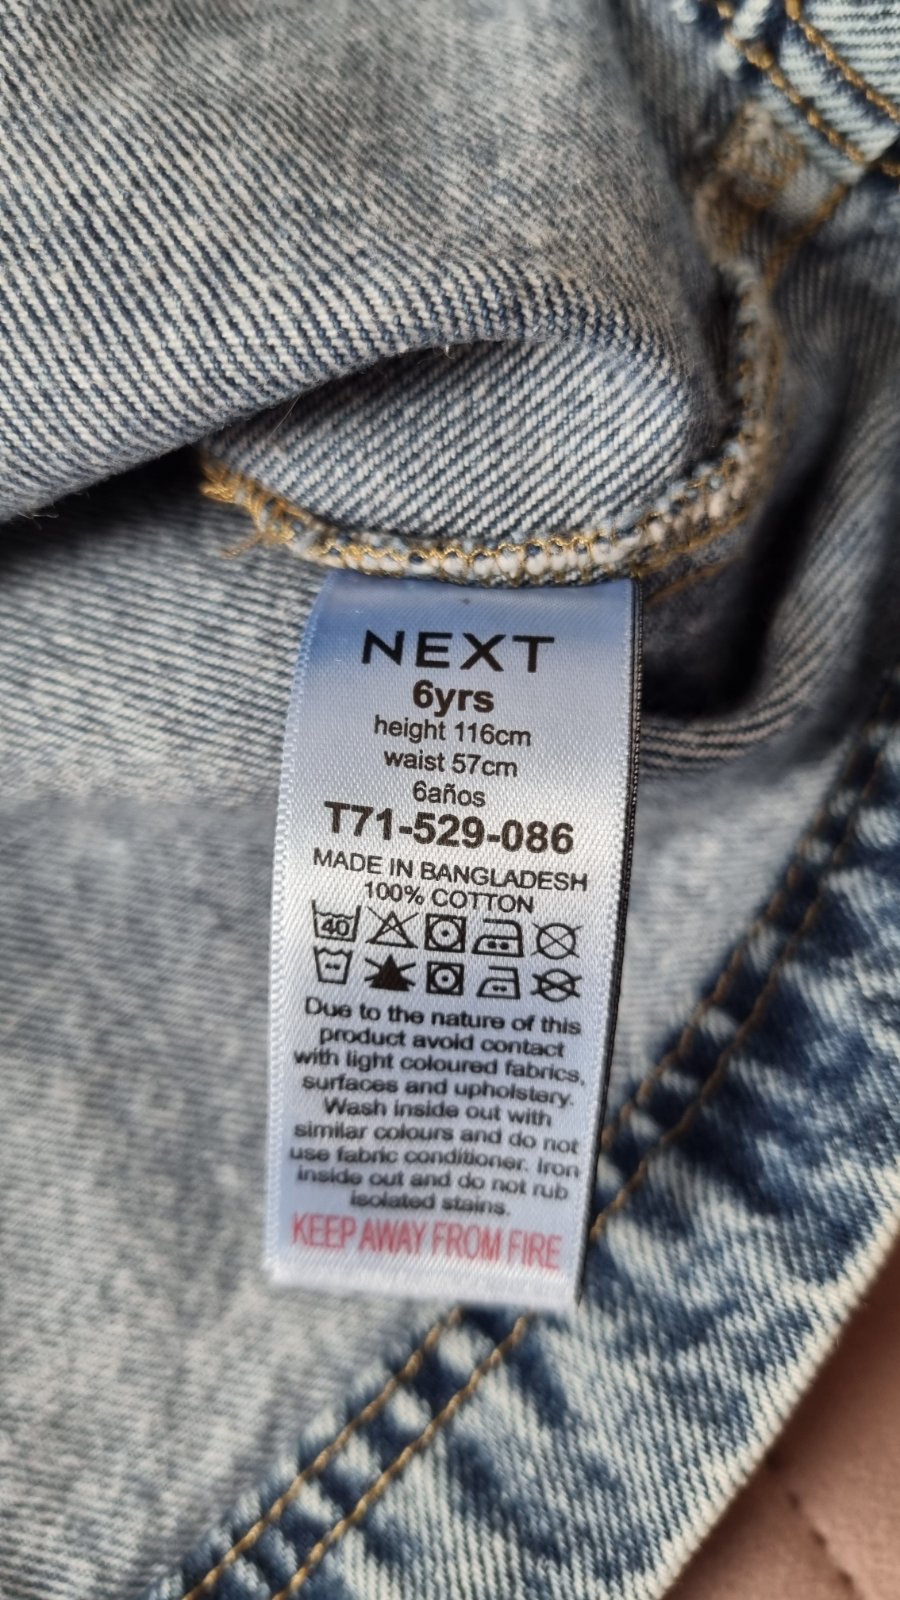 NEXT
6yrs
height 116cm
waist 57cm
6años
T71-529-086
MADE IN BANGLADESH
100% COTTON
40
Due to the nature of this
product avoid contact
with light coloured fabrics,
surfaces and upholstery.
Wash inside out with
similar colours and do not
use fabric conditioner. Iron
inside out and do not rub
isolated stains.
KEEP AWAY FROM FIRE